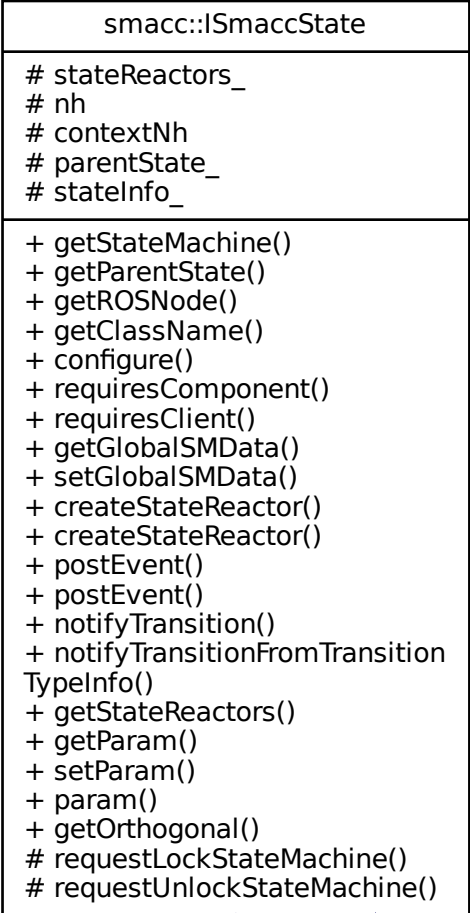 smacc::ISmaccState
# stateReactors_
# nh
# contextNh
# parentState_
# stateInfo_
+ getStateMachine()
+ getParentState()
+ getROSNode()
+ getClassName()
+ configure()
+ requiresComponent()
+ requiresClient()
+ getGlobalSMData()
+ setGlobalSMData()
+ createStateReactor()
+ createStateReactor()
+ postEvent()
+ postEvent()
+ notifyTransition()
+ notifyTransitionFromTransition
TypeInfo()
+ getStateReactors()
+ getParam()
+ setParam()
+ param()
+ getOrthogonal()
# requestLockStateMachine()
# requestUnlockStateMachine()